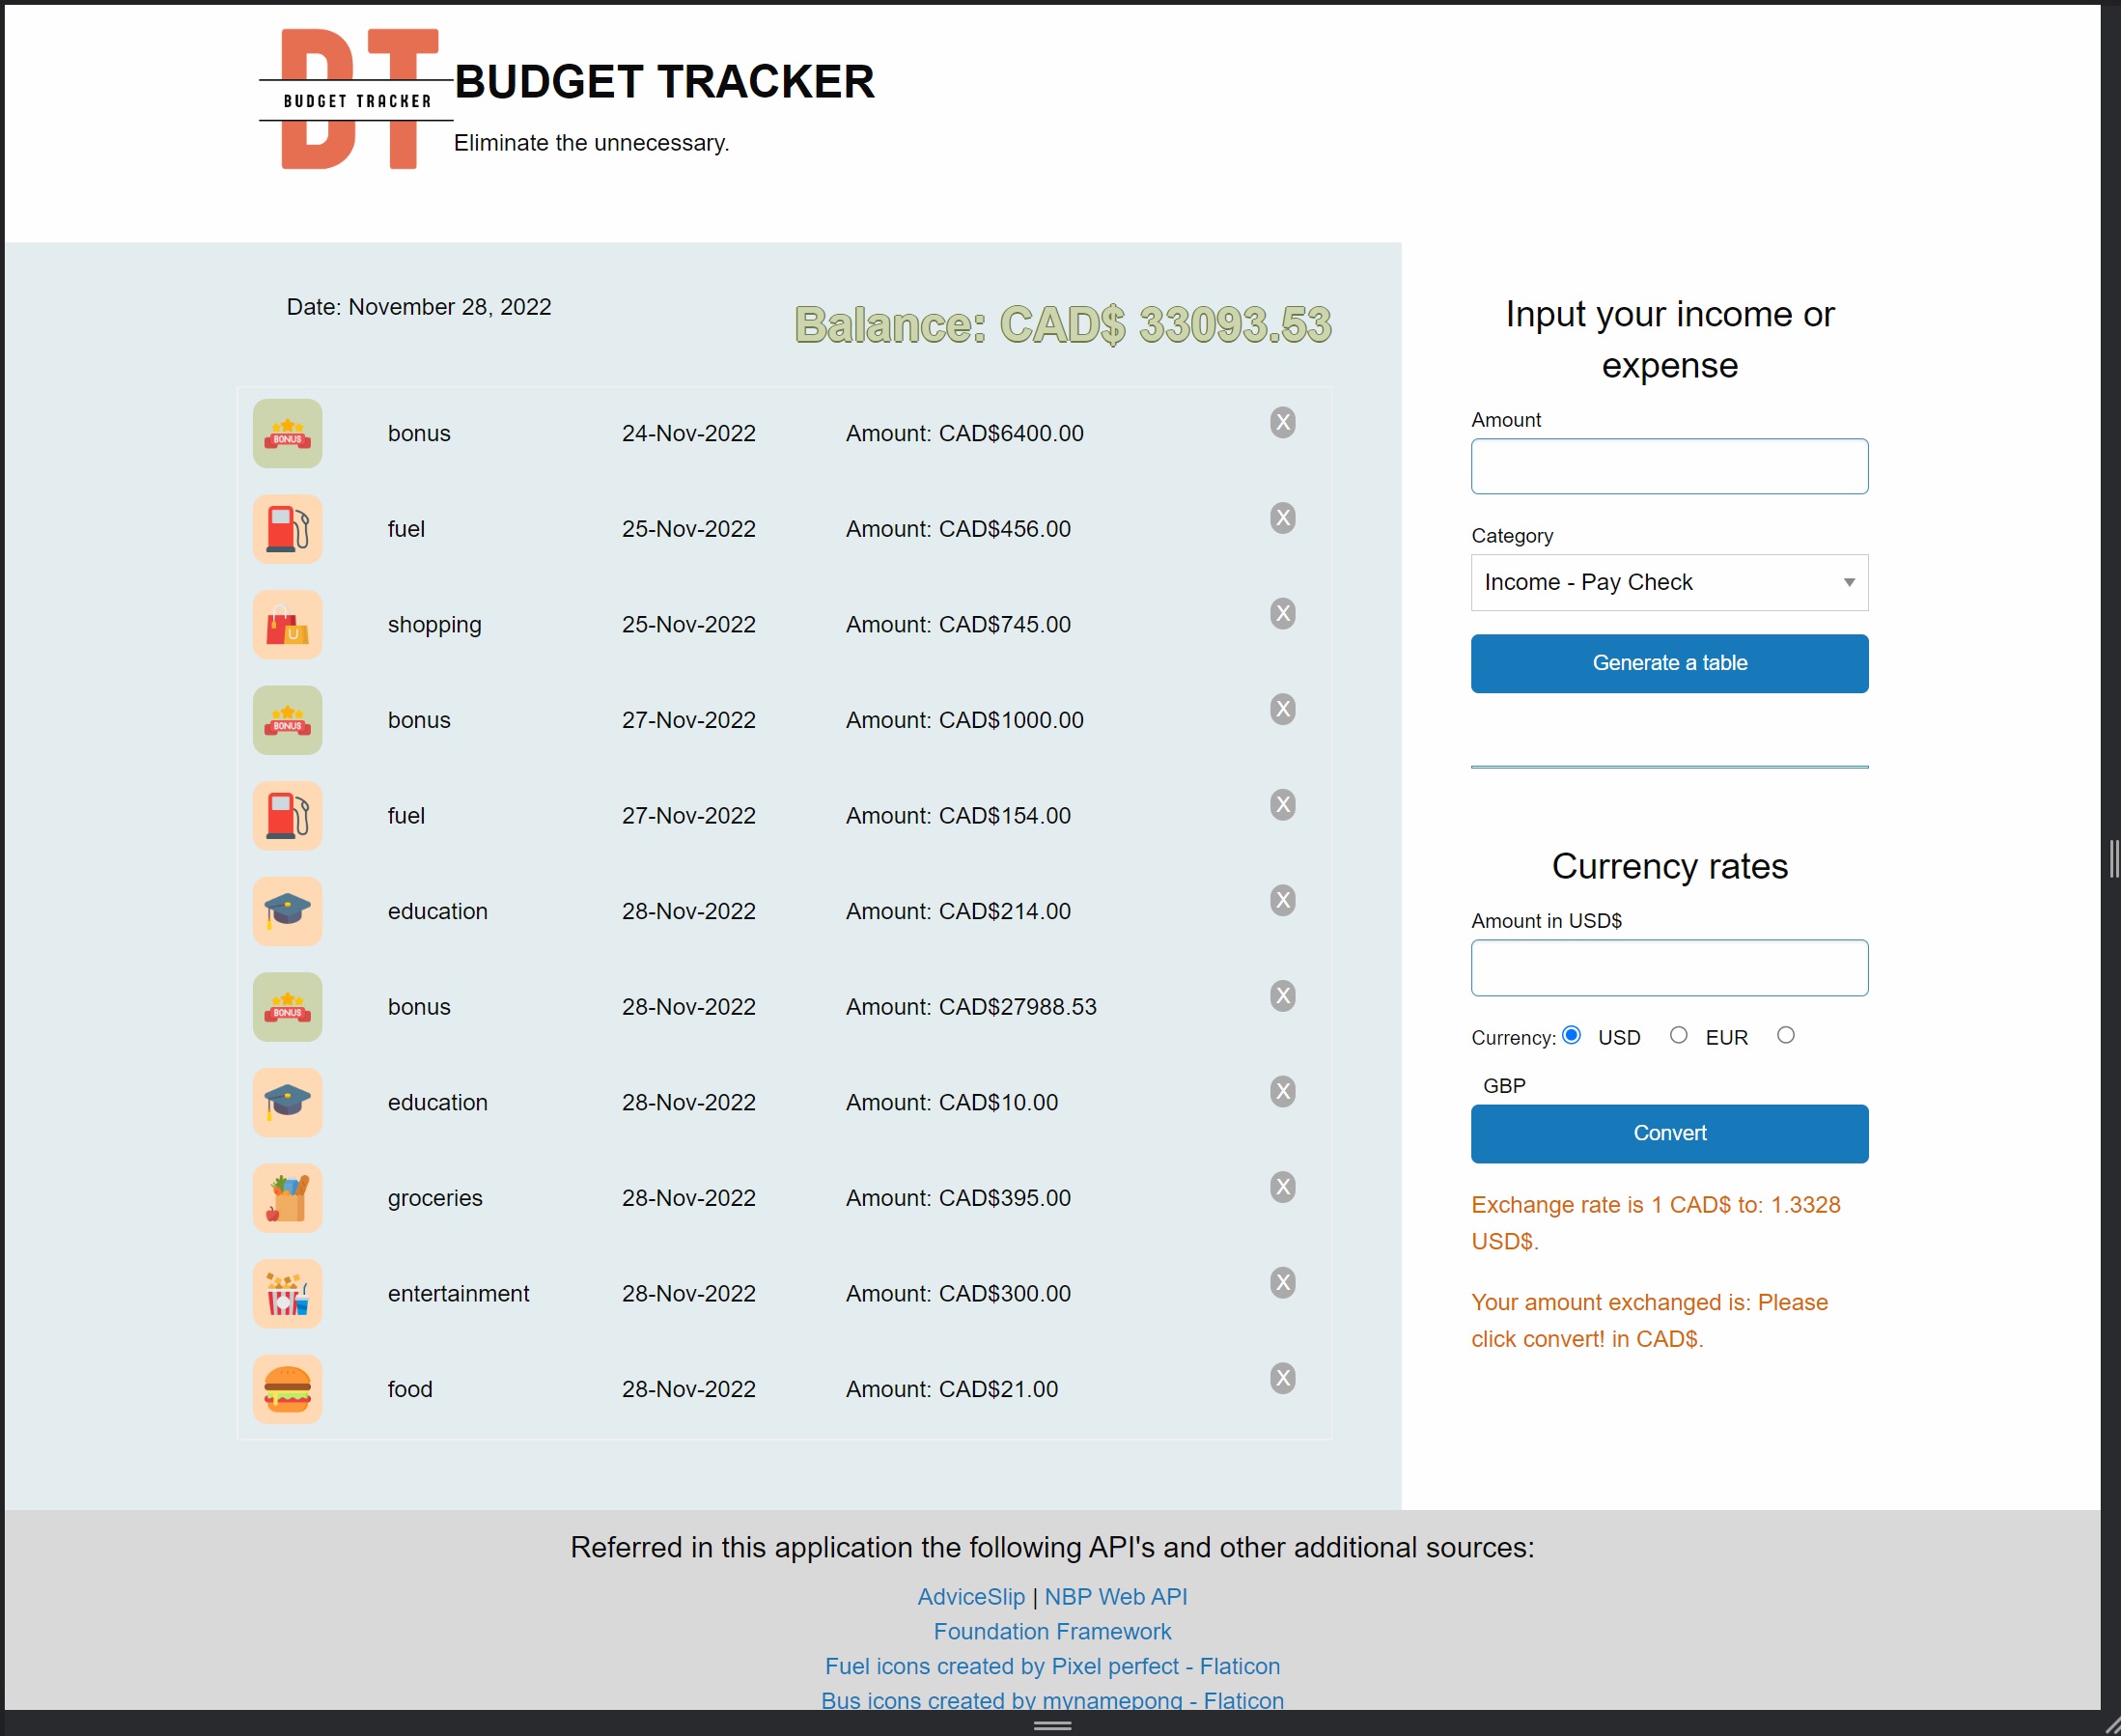 BUDGET TRACKER
BUDGET TRACKER
Eliminate the unnecessary.
Date: November 28, 2022
Balance: CAD$ 33093.53
BONUS bonus 24-Nov-2022 Amount: CAD$6400.00 X
fuel 25-Nov-2022 Amount: CAD$456.00 X
shopping 25-Nov-2022 Amount: CAD$745.00 X
BONUS bonus 27-Nov-2022 Amount: CAD$1000.00 X
fuel 27-Nov-2022 Amount: CAD$154.00 X
education 28-Nov-2022 Amount: CAD$214.00 X
BONUS bonus 28-Nov-2022 Amount: CAD$27988.53 X
education 28-Nov-2022 Amount: CAD$10.00 X
groceries 28-Nov-2022 Amount: CAD$395.00 X
entertainment 28-Nov-2022 Amount: CAD$300.00 X
food 28-Nov-2022 Amount: CAD$21.00 X
Input your income or
expense
Amount
Category
Income - Pay Check
Generate a table
Currency rates
Amount in USD$
Currency: USD EUR
GBP
Convert
Exchange rate is 1 CAD$ to: 1.3328
USD$.
Your amount exchanged is: Please
click convert! in CAD$.
Referred in this application the following API's and other additional sources:
AdviceSlip | NBP Web API
Foundation Framework
Fuel icons created by Pixel perfect - Flaticon
Bus icons created by mynamepong - Flaticon